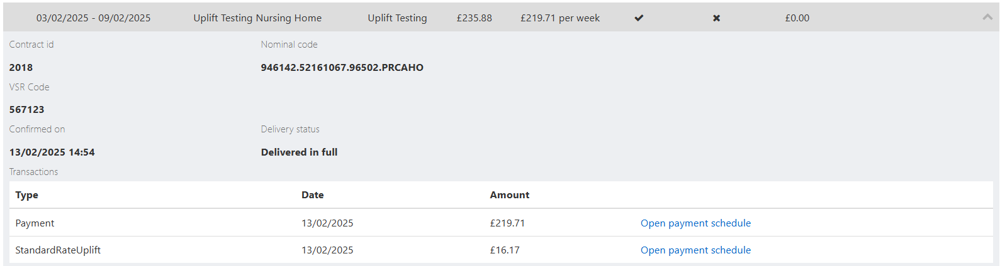 03/02/2025 - 09/02/2025 Uplift Testing Nursing Home Uplift Testing £235.88 £219.71 per week £0.00
Contract id Nominal code
2018 946142.52161067.96502.PRCAHO
VSR Code
567123
Confirmed on Delivery status
13/02/2025 14:54 Delivered in full
Transactions
Type Date Amount
Payment 13/02/2025 £219.71 Open payment schedule
StandardRateUplift 13/02/2025 £16.17 Open payment schedule